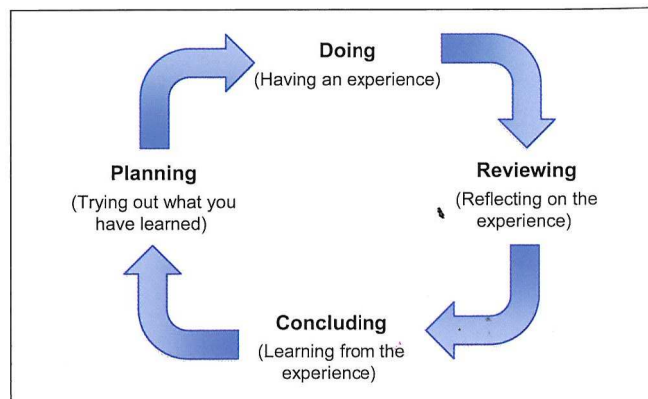 Doing
(Having an experience)
Reviewing
(Reflecting on the
experience)
Concluding
(Learning from the
experience)
Planning
(Trying out what you
have learned)